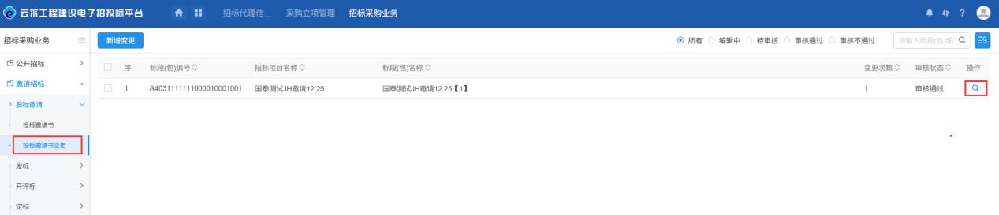 云采工程建设电子招投标平台 招标代理信... 采购立项管理 招标采购业务 ?
招标采购业务 新增变更 所有 编辑中 待审核 审核通过 审核不通过 请输入标段(包)编
公开招标 序 标段(包)编号 招标项目名称 标段(包)名称 变更次数 审核状态 操作
邀请招标 1 A4031111111000010001001 国泰测试JH邀请12.25 国泰测试JH邀请12.25【1】 1 审核通过
投标邀请
投标邀请书
投标邀请书变更
发标
开评标
定标